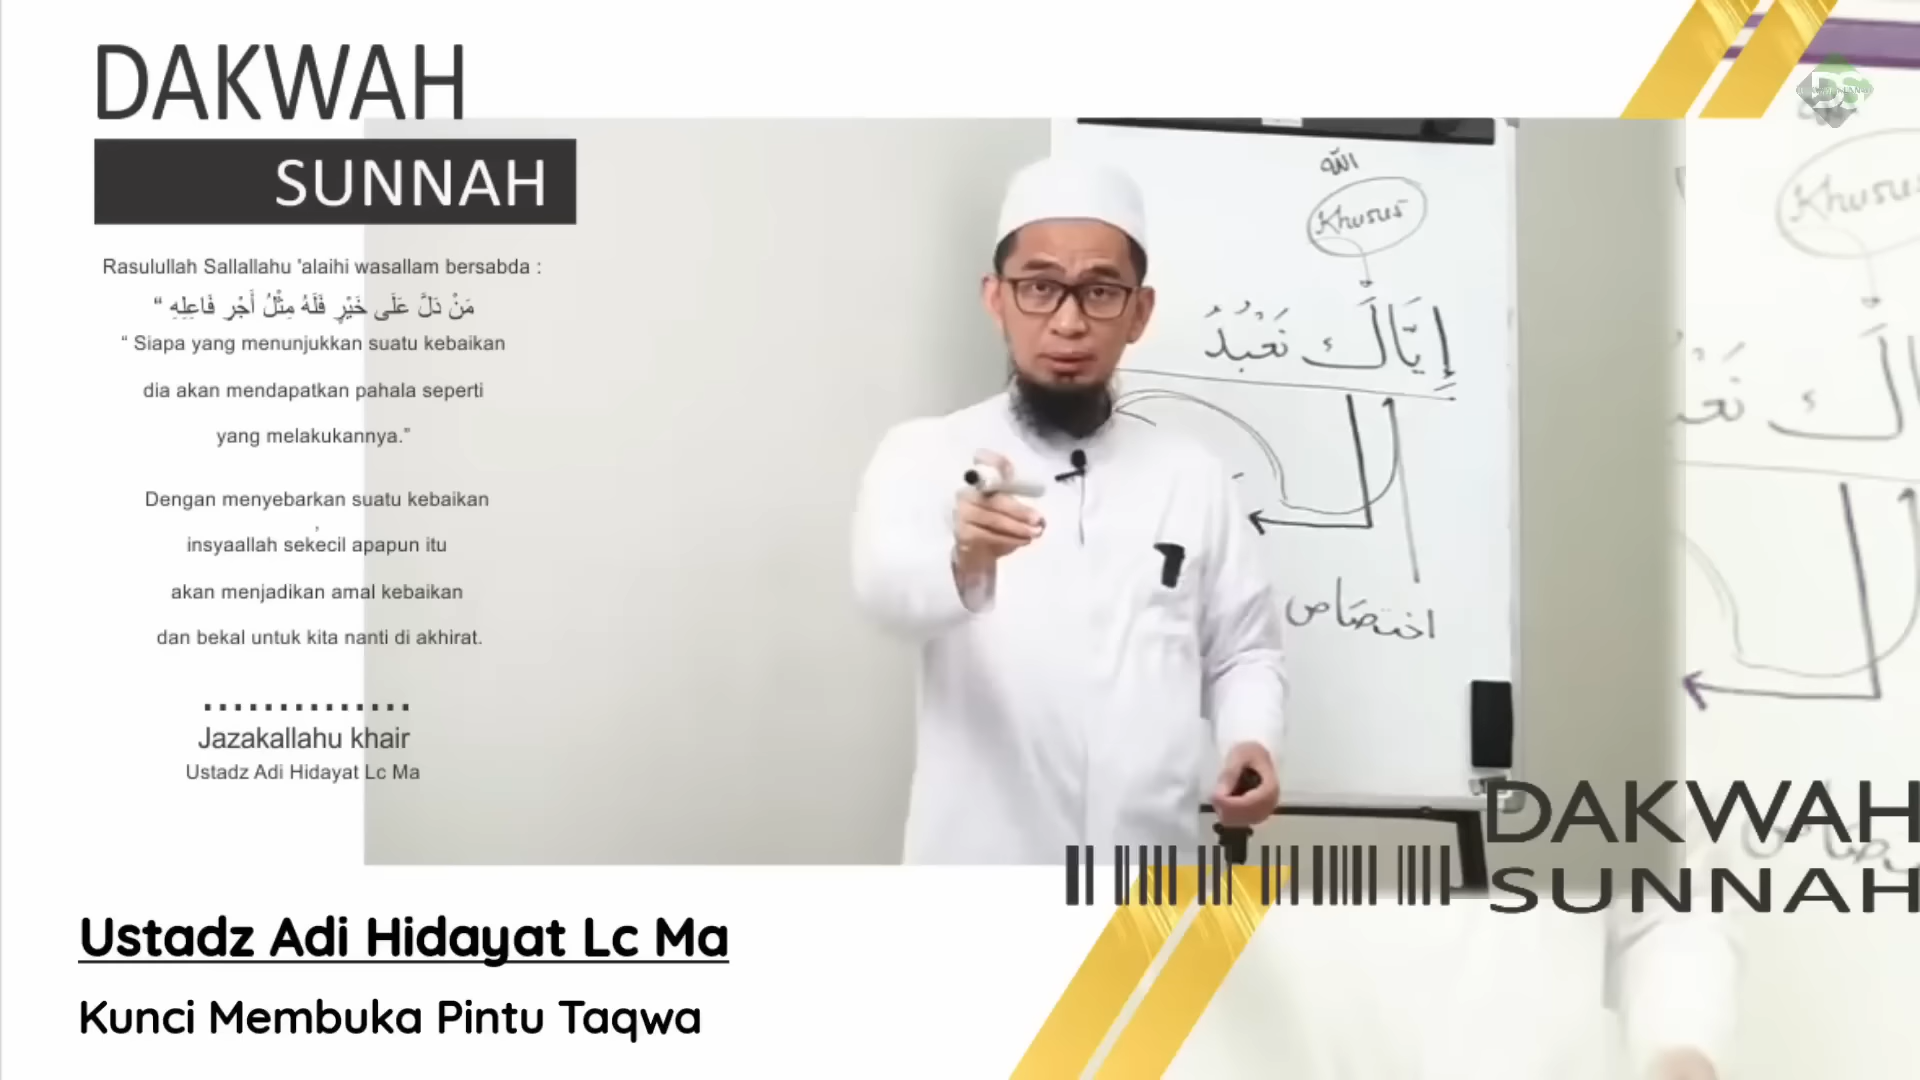 DAKWAH
SUNNAH
Rasulullah Sallallahu 'alaihi wasallam bersabda :
مَنْ دَلَّ عَلَى خَيْرٍ فَلَهُ مِثْلُ أَجْرِ فَاعِلِهِ “
“ Siapa yang menunjukkan suatu kebaikan
dia akan mendapatkan pahala seperti
yang melakukannya.”
Dengan menyebarkan suatu kebaikan
insyaallah sekecil apapun itu
akan menjadikan amal kebaikan
dan bekal untuk kita nanti di akhirat.
Jazakallahu khair
Ustadz Adi Hidayat Lc Ma
الله
Khusus
إِيَّاكَ نَعْبُدُ
اختصاص
Khusus
DS
DAKWAH
SUNNAH
Ustadz Adi Hidayat Lc Ma
Kunci Membuka Pintu Taqwa